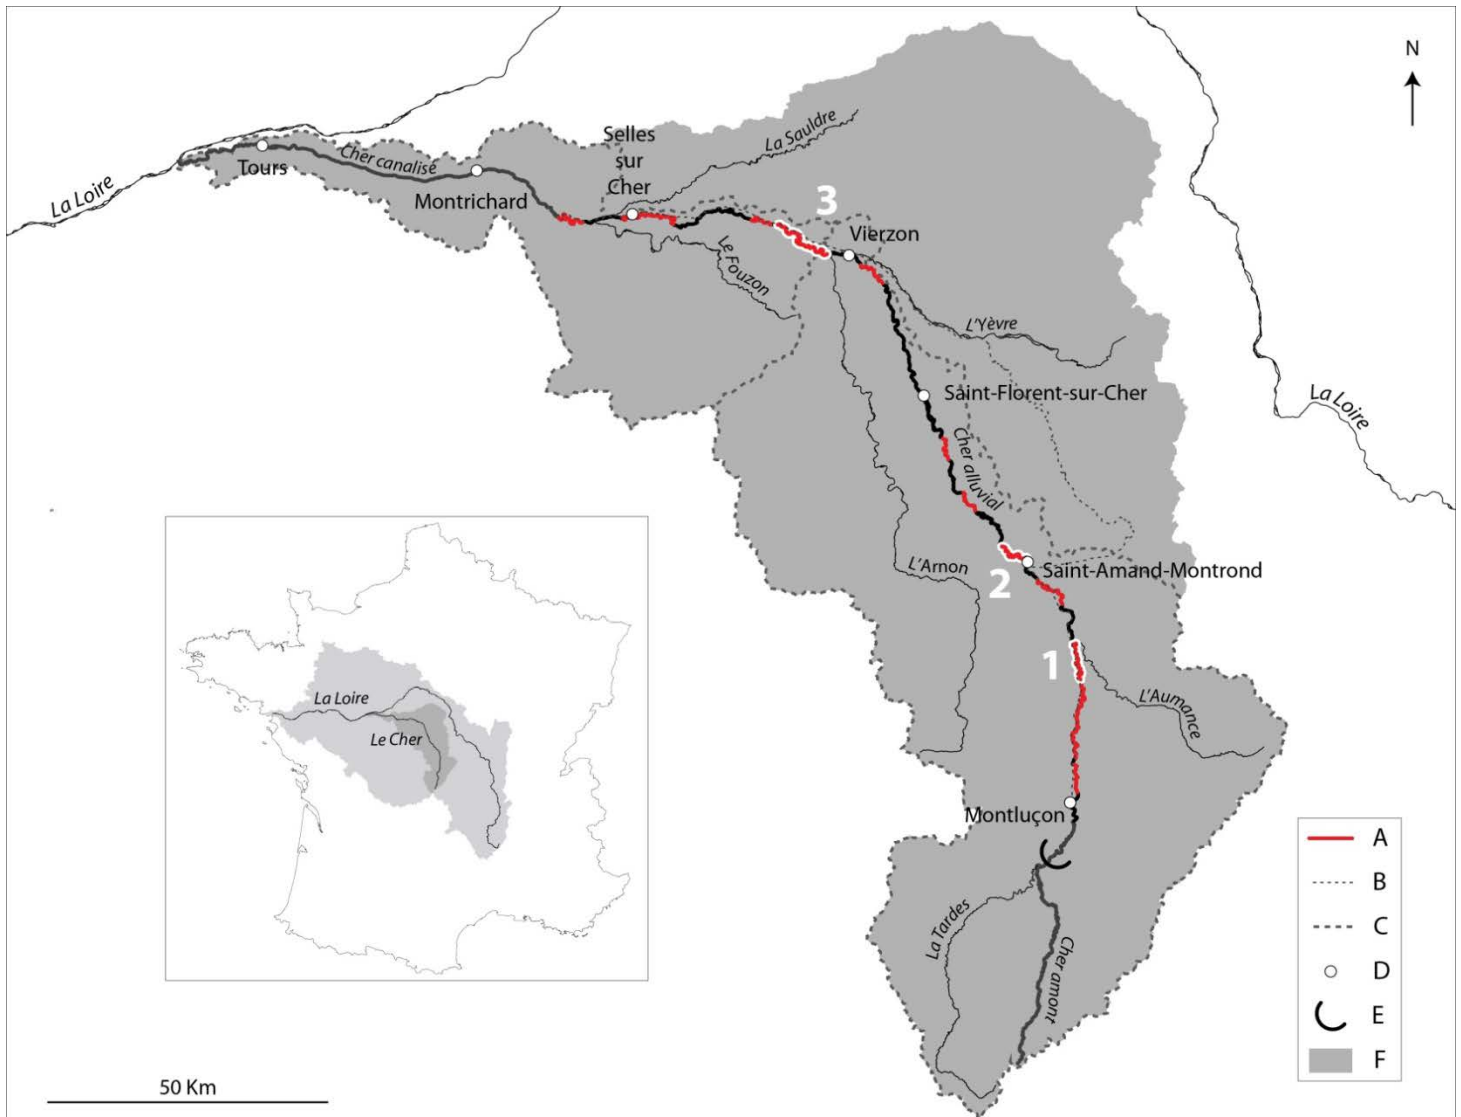 N
Selles
sur
Cher
La Sauldre
Cher canalisé
Tours
La Loire
Montrichard
3
Vierzon
Le Fouzon
L'Yèvre
Saint-Florent-sur-Cher
La Loire
Cher alluvial
L'Arnon
Saint-Amand-Montrond
2
1
L'Aumance
La Loire
Le Cher
Montluçon
La Tardes
Cher amont
A
B
C
D
E
F
50 Km